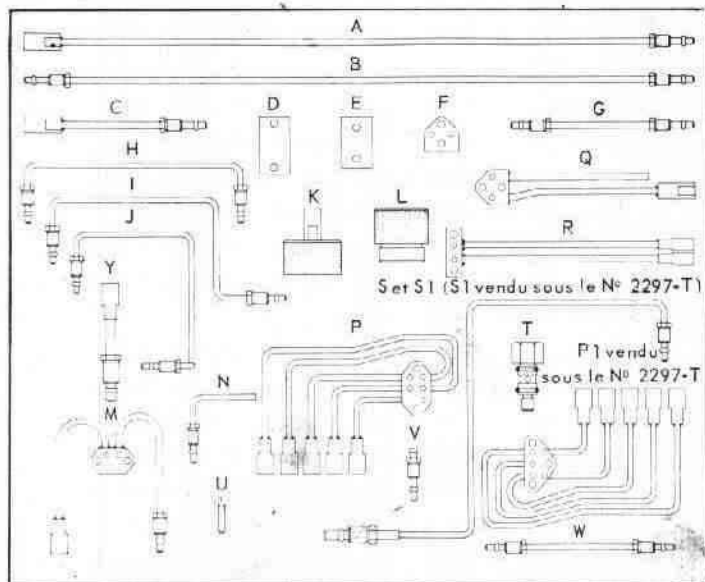 A
B
C
D
E
F
G
H
Q
I
K
L
J
R
Y
S et S1 (S1 vendu sous le Nº 2297-T)
P
T
P1 vendu
sous le Nº 2297-T
N
M
V
U
W